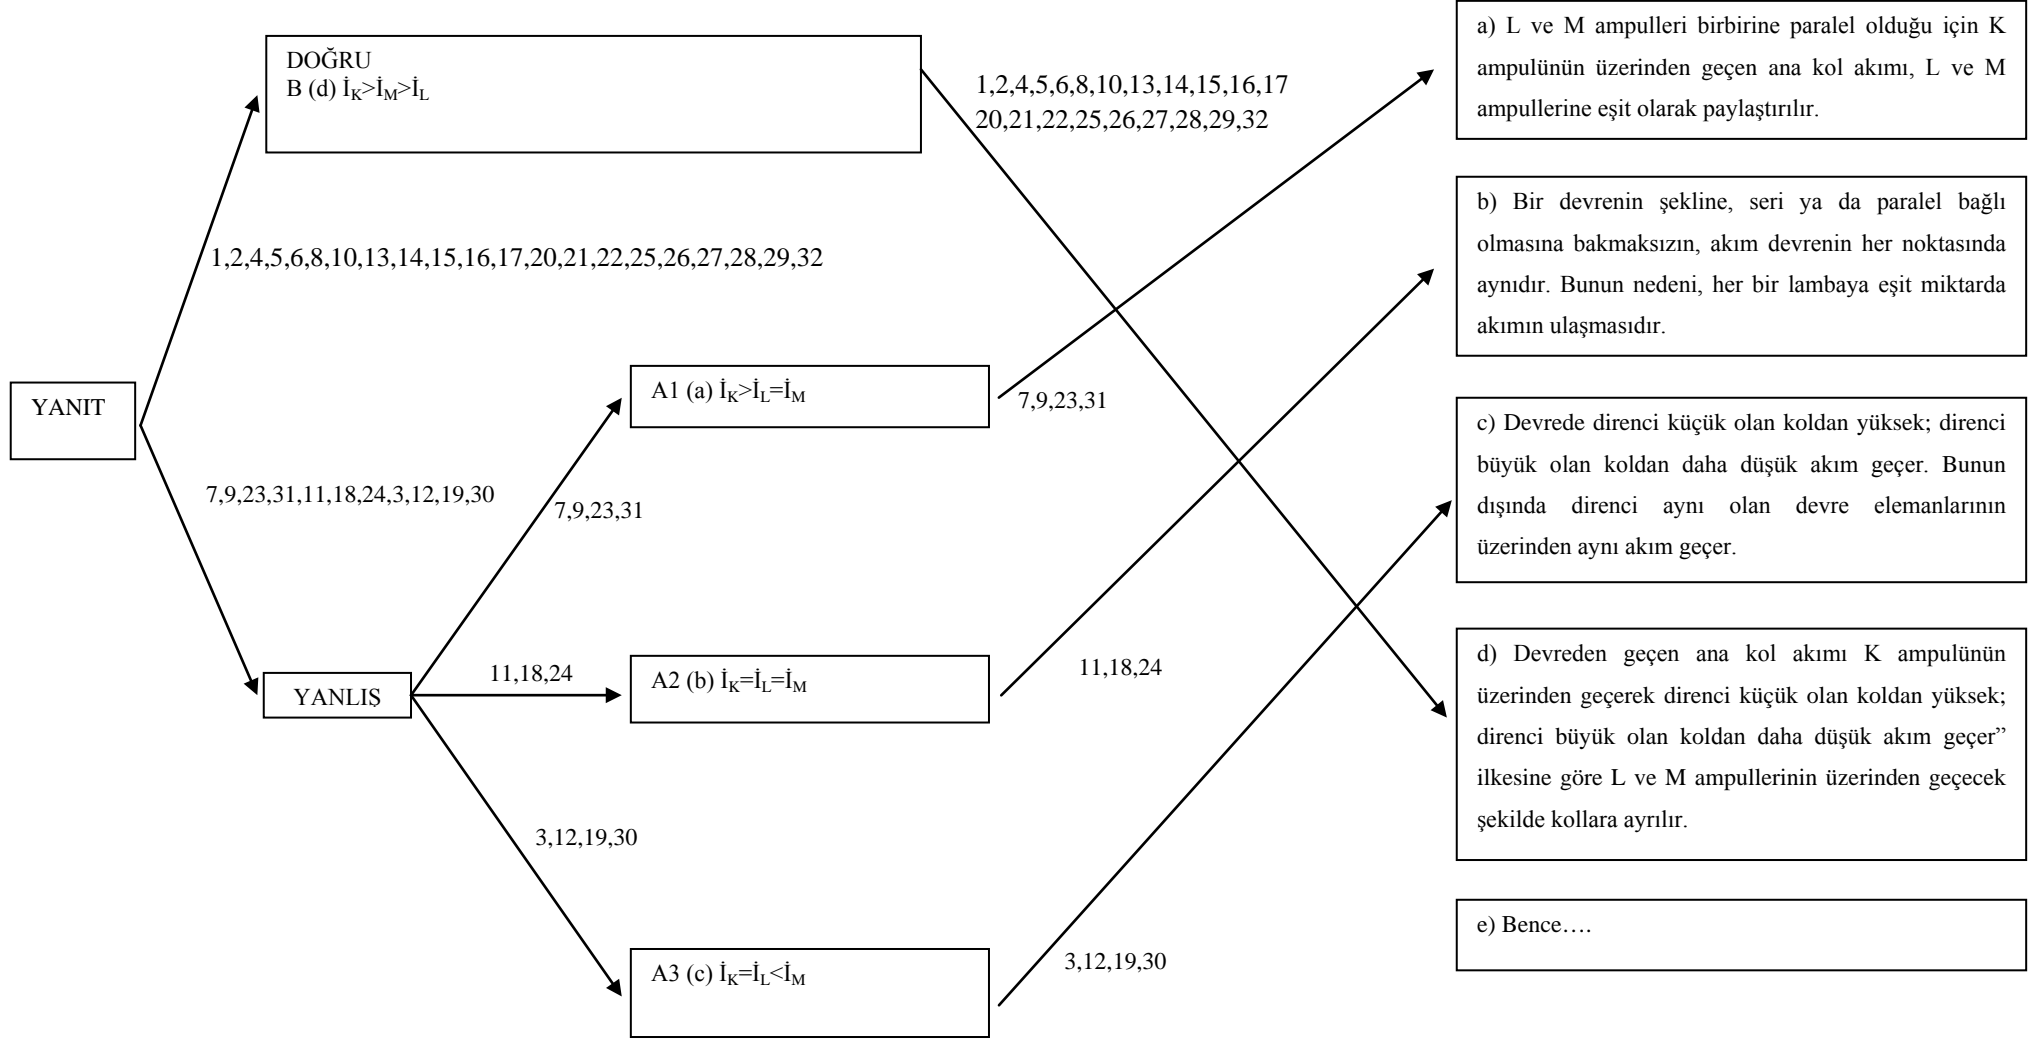 DOĞRU
B (d) İK>İM>İL
1,2,4,5,6,8,10,13,14,15,16,17
20,21,22,25,26,27,28,29,32
1,2,4,5,6,8,10,13,14,15,16,17,20,21,22,25,26,27,28,29,32
YANIT
7,9,23,31,11,18,24,3,12,19,30
YANLIŞ
7,9,23,31
11,18,24
3,12,19,30
A1 (a) İK>İL=İM
7,9,23,31
A2 (b) İK=İL=İM
11,18,24
A3 (c) İK=İL<İM
3,12,19,30
a) L ve M ampulleri birbirine paralel olduğu için K
ampulünün üzerinden geçen ana kol akımı, L ve M
ampullerine eşit olarak paylaştırılır.
b) Bir devrenin şekline, seri ya da paralel bağlı
olmasına bakmaksızın, akım devrenin her noktasında
aynıdır. Bunun nedeni, her bir lambaya eşit miktarda
akımın ulaşmasıdır.
c) Devrede direnci küçük olan koldan yüksek; direnci
büyük olan koldan daha düşük akım geçer. Bunun
dışında direnci aynı olan devre elemanlarının
üzerinden aynı akım geçer.
d) Devreden geçen ana kol akımı K ampulünün
üzerinden geçerek direnci küçük olan koldan yüksek;
direnci büyük olan koldan daha düşük akım geçer”
ilkesine göre L ve M ampullerinin üzerinden geçecek
şekilde kollara ayrılır.
e) Bence….